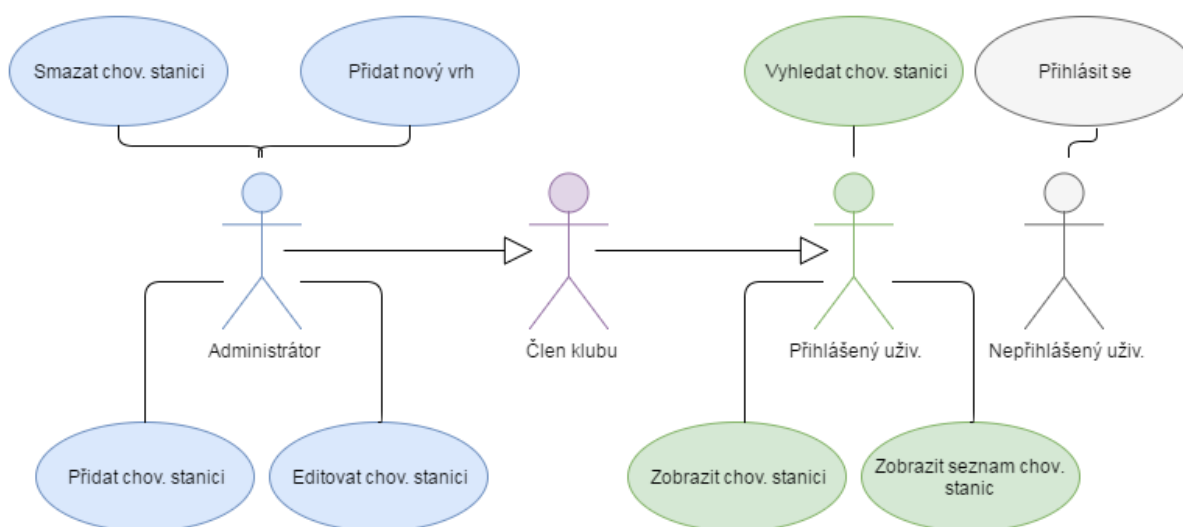 Smazat chov. stanici
Přidat nový vrh
Vyhledat chov. stanici
Přihlásit se
Administrátor
Člen klubu
Přihlášený uživ.
Nepřihlášený uživ.
Přidat chov. stanici
Editovat chov. stanici
Zobrazit chov. stanici
Zobrazit seznam chov.
stanic